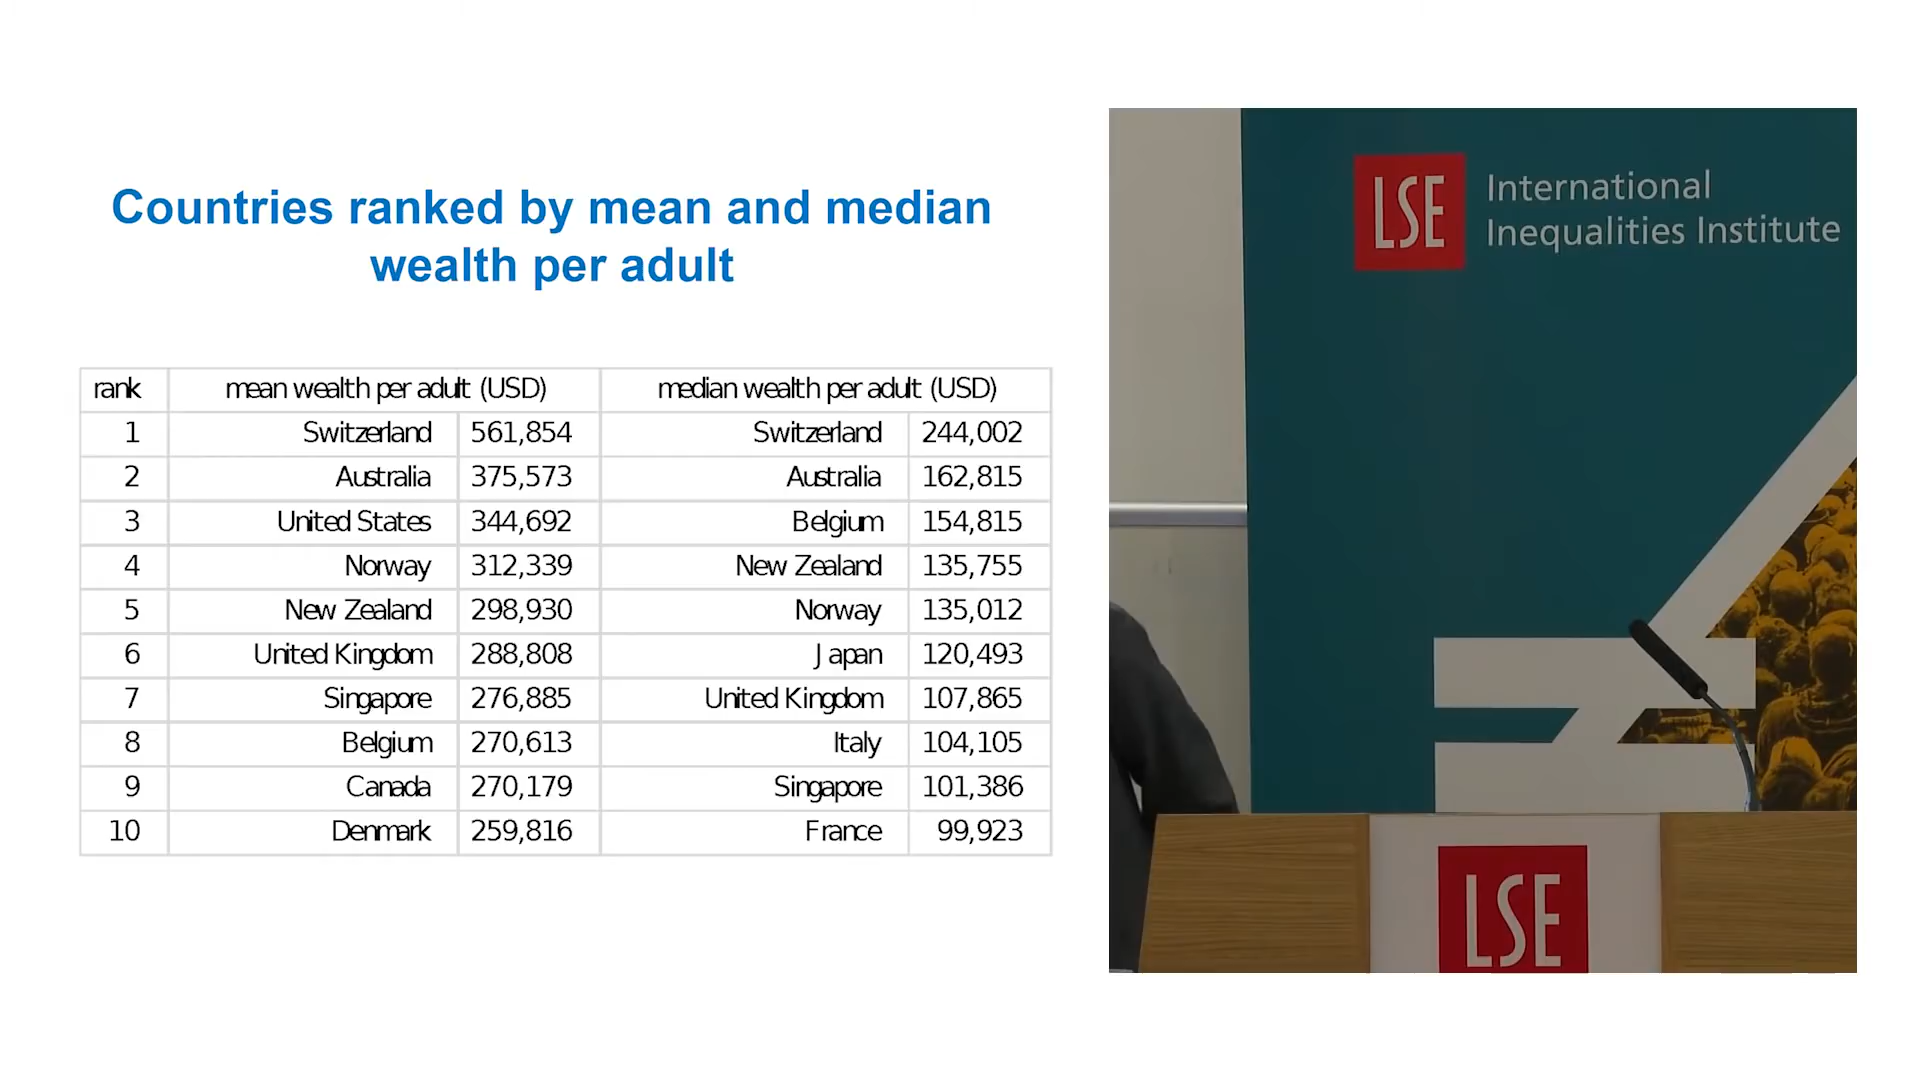 Countries ranked by mean and median
wealth per adult
rank mean wealth per adult (USD) median wealth per adult (USD)
1 Switzerland 561,854 Switzerland 244,002
2 Australia 375,573 Australia 162,815
3 United States 344,692 Belgium 154,815
4 Norway 312,339 New Zealand 135,755
5 New Zealand 298,930 Norway 135,012
6 United Kingdom 288,808 Japan 120,493
7 Singapore 276,885 United Kingdom 107,865
8 Belgium 270,613 Italy 104,105
9 Canada 270,179 Singapore 101,386
10 Denmark 259,816 France 99,923
LSE
International
Inequalities Institute
LSE